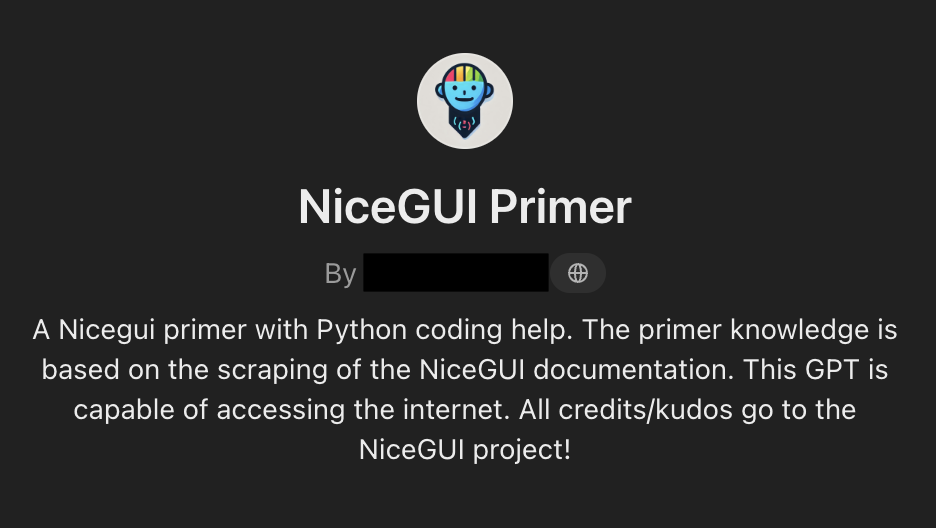 NiceGUI Primer
By
A Nicegui primer with Python coding help. The primer knowledge is
based on the scraping of the NiceGUI documentation. This GPT is
capable of accessing the internet. All credits/kudos go to the
NiceGUI project!